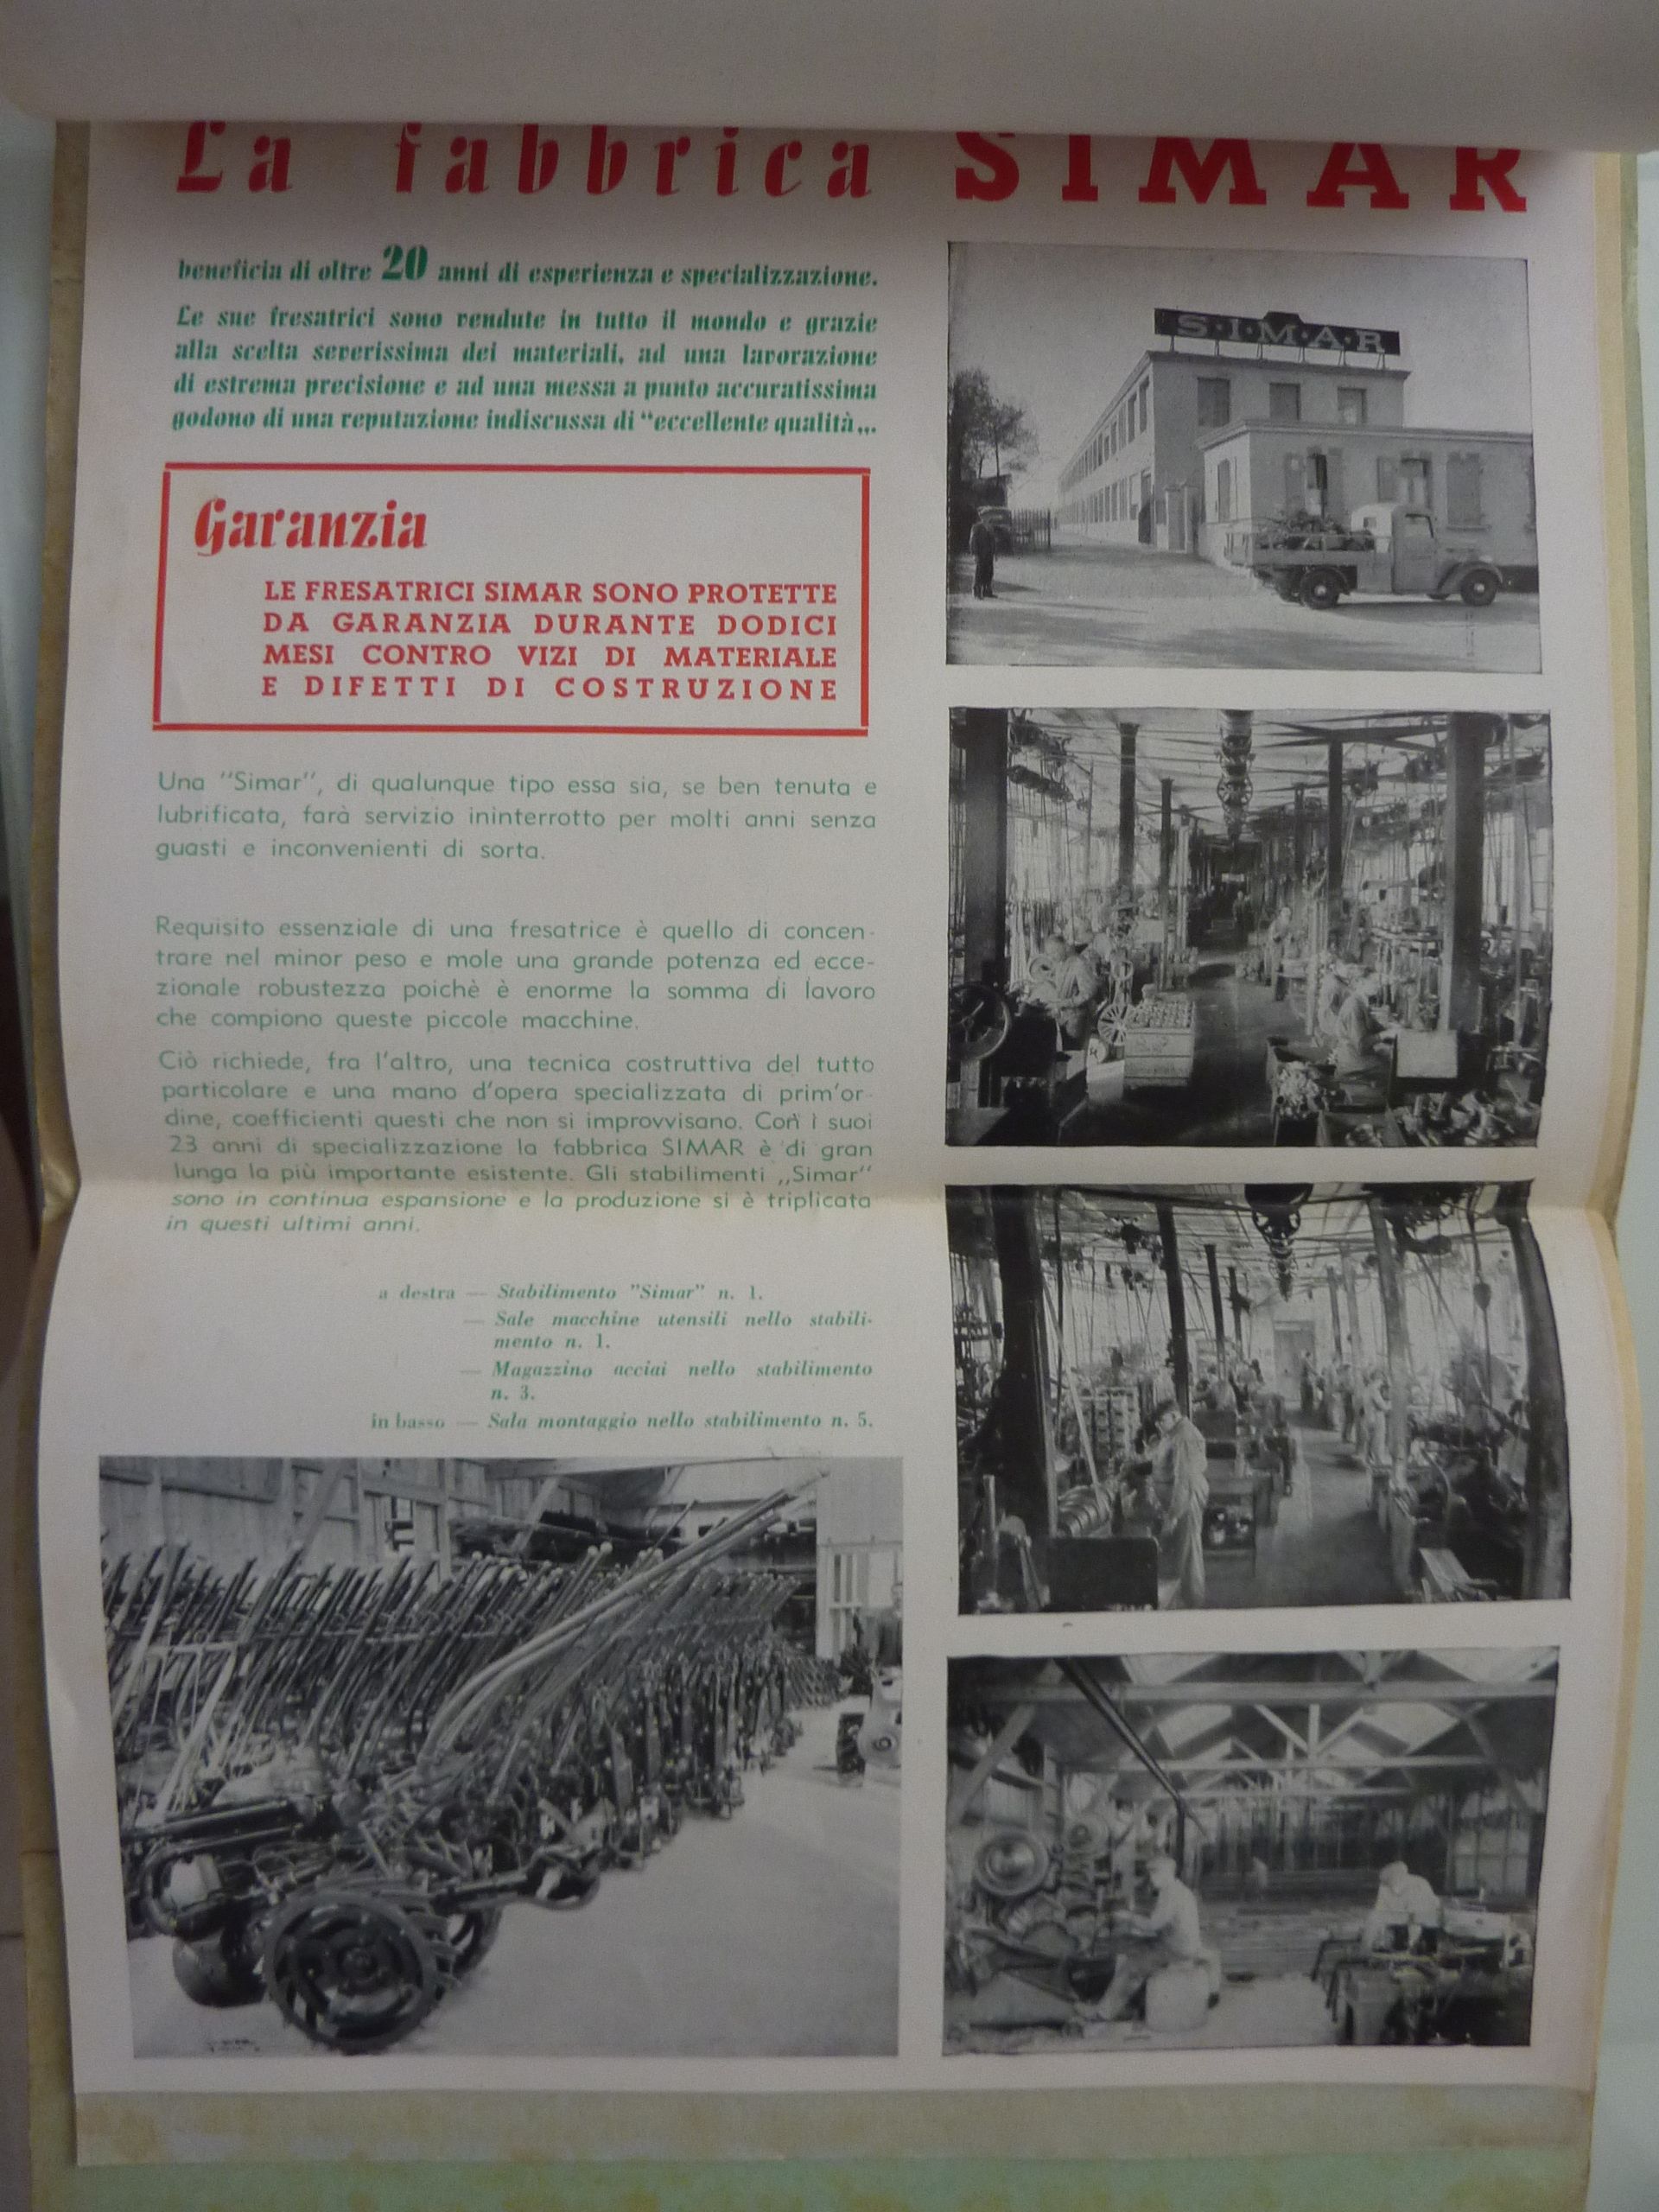 La fabbrica SIMAR
beneficia di oltre 20 anni di esperienza e specializzazione.
Le sue fresatrici sono vendute in tutto il mondo e grazie
alla scelta severissima dei materiali, ad una lavorazione
di estrema precisione e ad una messa a punto accuratissima
godono di una reputazione indiscussa di “eccellente qualità„.
Garanzia
LE FRESATRICI SIMAR SONO PROTETTE
DA GARANZIA DURANTE DODICI
MESI CONTRO VIZI DI MATERIALE
E DIFETTI DI COSTRUZIONE
Una “Simar”, di qualunque tipo essa sia, se ben tenuta e
lubrificata, farà servizio ininterrotto per molti anni senza
guasti e inconvenienti di sorta.
Requisito essenziale di una fresatrice è quello di concen-
trare nel minor peso e mole una grande potenza ed ecce-
zionale robustezza poichè è enorme la somma di lavoro
che compiono queste piccole macchine.
Ciò richiede, fra l'altro, una tecnica costruttiva del tutto
particolare e una mano d'opera specializzata di prim'or-
dine, coefficienti questi che non si improvvisano. Con i suoi
23 anni di specializzazione la fabbrica SIMAR è di gran
lunga la più importante esistente. Gli stabilimenti „Simar“
sono in continua espansione e la produzione si è triplicata
in questi ultimi anni.
a destra — Stabilimento "Simar" n. 1.
— Sale macchine utensili nello stabili-
mento n. 1.
— Magazzino acciai nello stabilimento
n. 3.
in basso — Sala montaggio nello stabilimento n. 5.
S·I·M·A·R